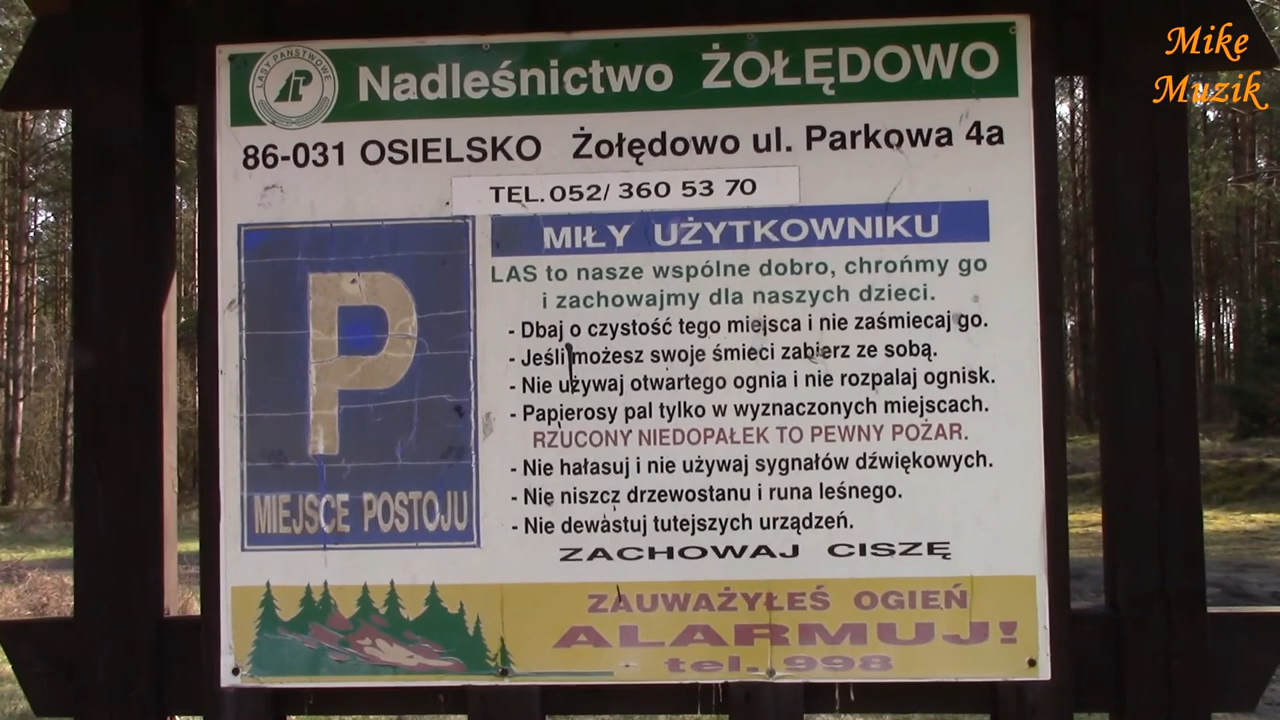 Mike
Muzik
LASY PAŃSTWOWE
Nadleśnictwo ŻOŁĘDOWO
86-031 OSIELSKO Żołędowo ul. Parkowa 4a
TEL. 052/ 360 53 70
P
MIEJSCE POSTOJU
MIŁY UŻYTKOWNIKU
LAS to nasze wspólne dobro, chrońmy go
i zachowajmy dla naszych dzieci.
- Dbaj o czystość tego miejsca i nie zaśmiecaj go.
- Jeśli możesz swoje śmieci zabierz ze sobą.
- Nie używaj otwartego ognia i nie rozpalaj ognisk.
- Papierosy pal tylko w wyznaczonych miejscach.
RZUCONY NIEDOPAŁEK TO PEWNY POŻAR.
- Nie hałasuj i nie używaj sygnałów dźwiękowych.
- Nie niszcz drzewostanu i runa leśnego.
- Nie dewastuj tutejszych urządzeń.
ZACHOWAJ CISZĘ
ZAUWAŻYŁEŚ OGIEŃ
ALARMUJ!
tel. 998